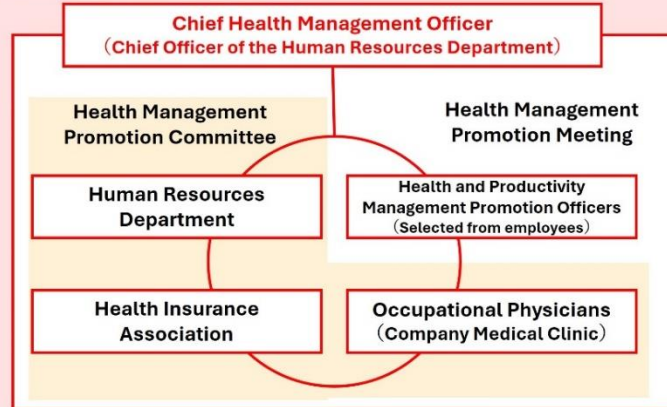 Chief Health Management Officer
（Chief Officer of the Human Resources Department）
Health Management
Promotion Committee
Health Management
Promotion Meeting
Human Resources
Department
Health and Productivity
Management Promotion Officers
（Selected from employees）
Health Insurance
Association
Occupational Physicians
（Company Medical Clinic）